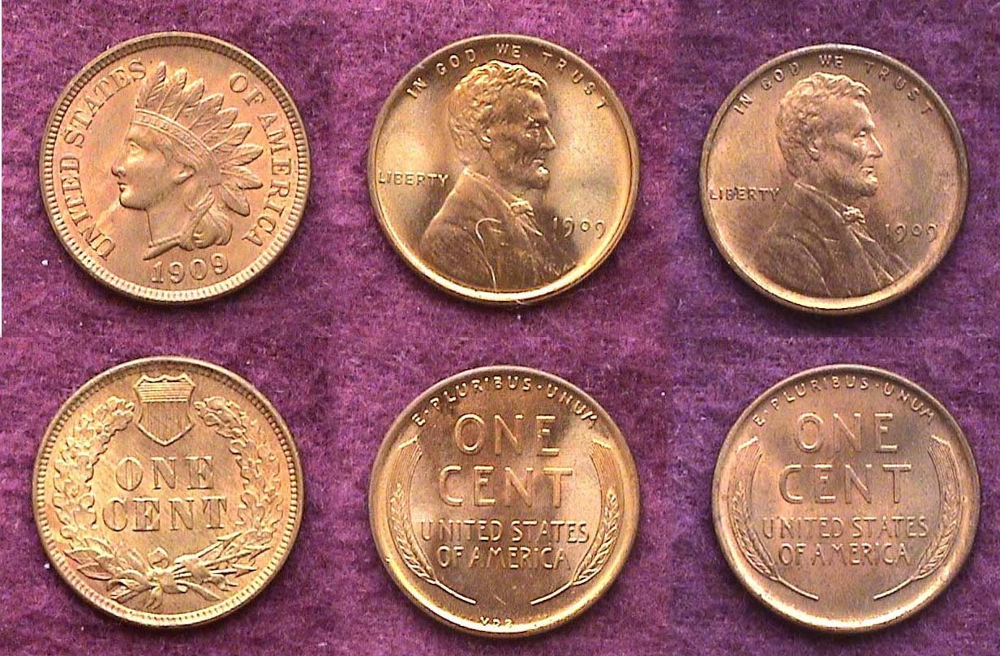 UNITED STATES OF AMERICA
1909
IN GOD WE TRUST
LIBERTY
1909
IN GOD WE TRUST
LIBERTY
1909
ONE
CENT
E·PLURIBUS·UNUM
ONE
CENT
UNITED STATES
OF AMERICA
V.D.B.
E·PLURIBUS·UNUM
ONE
CENT
UNITED STATES
OF AMERICA